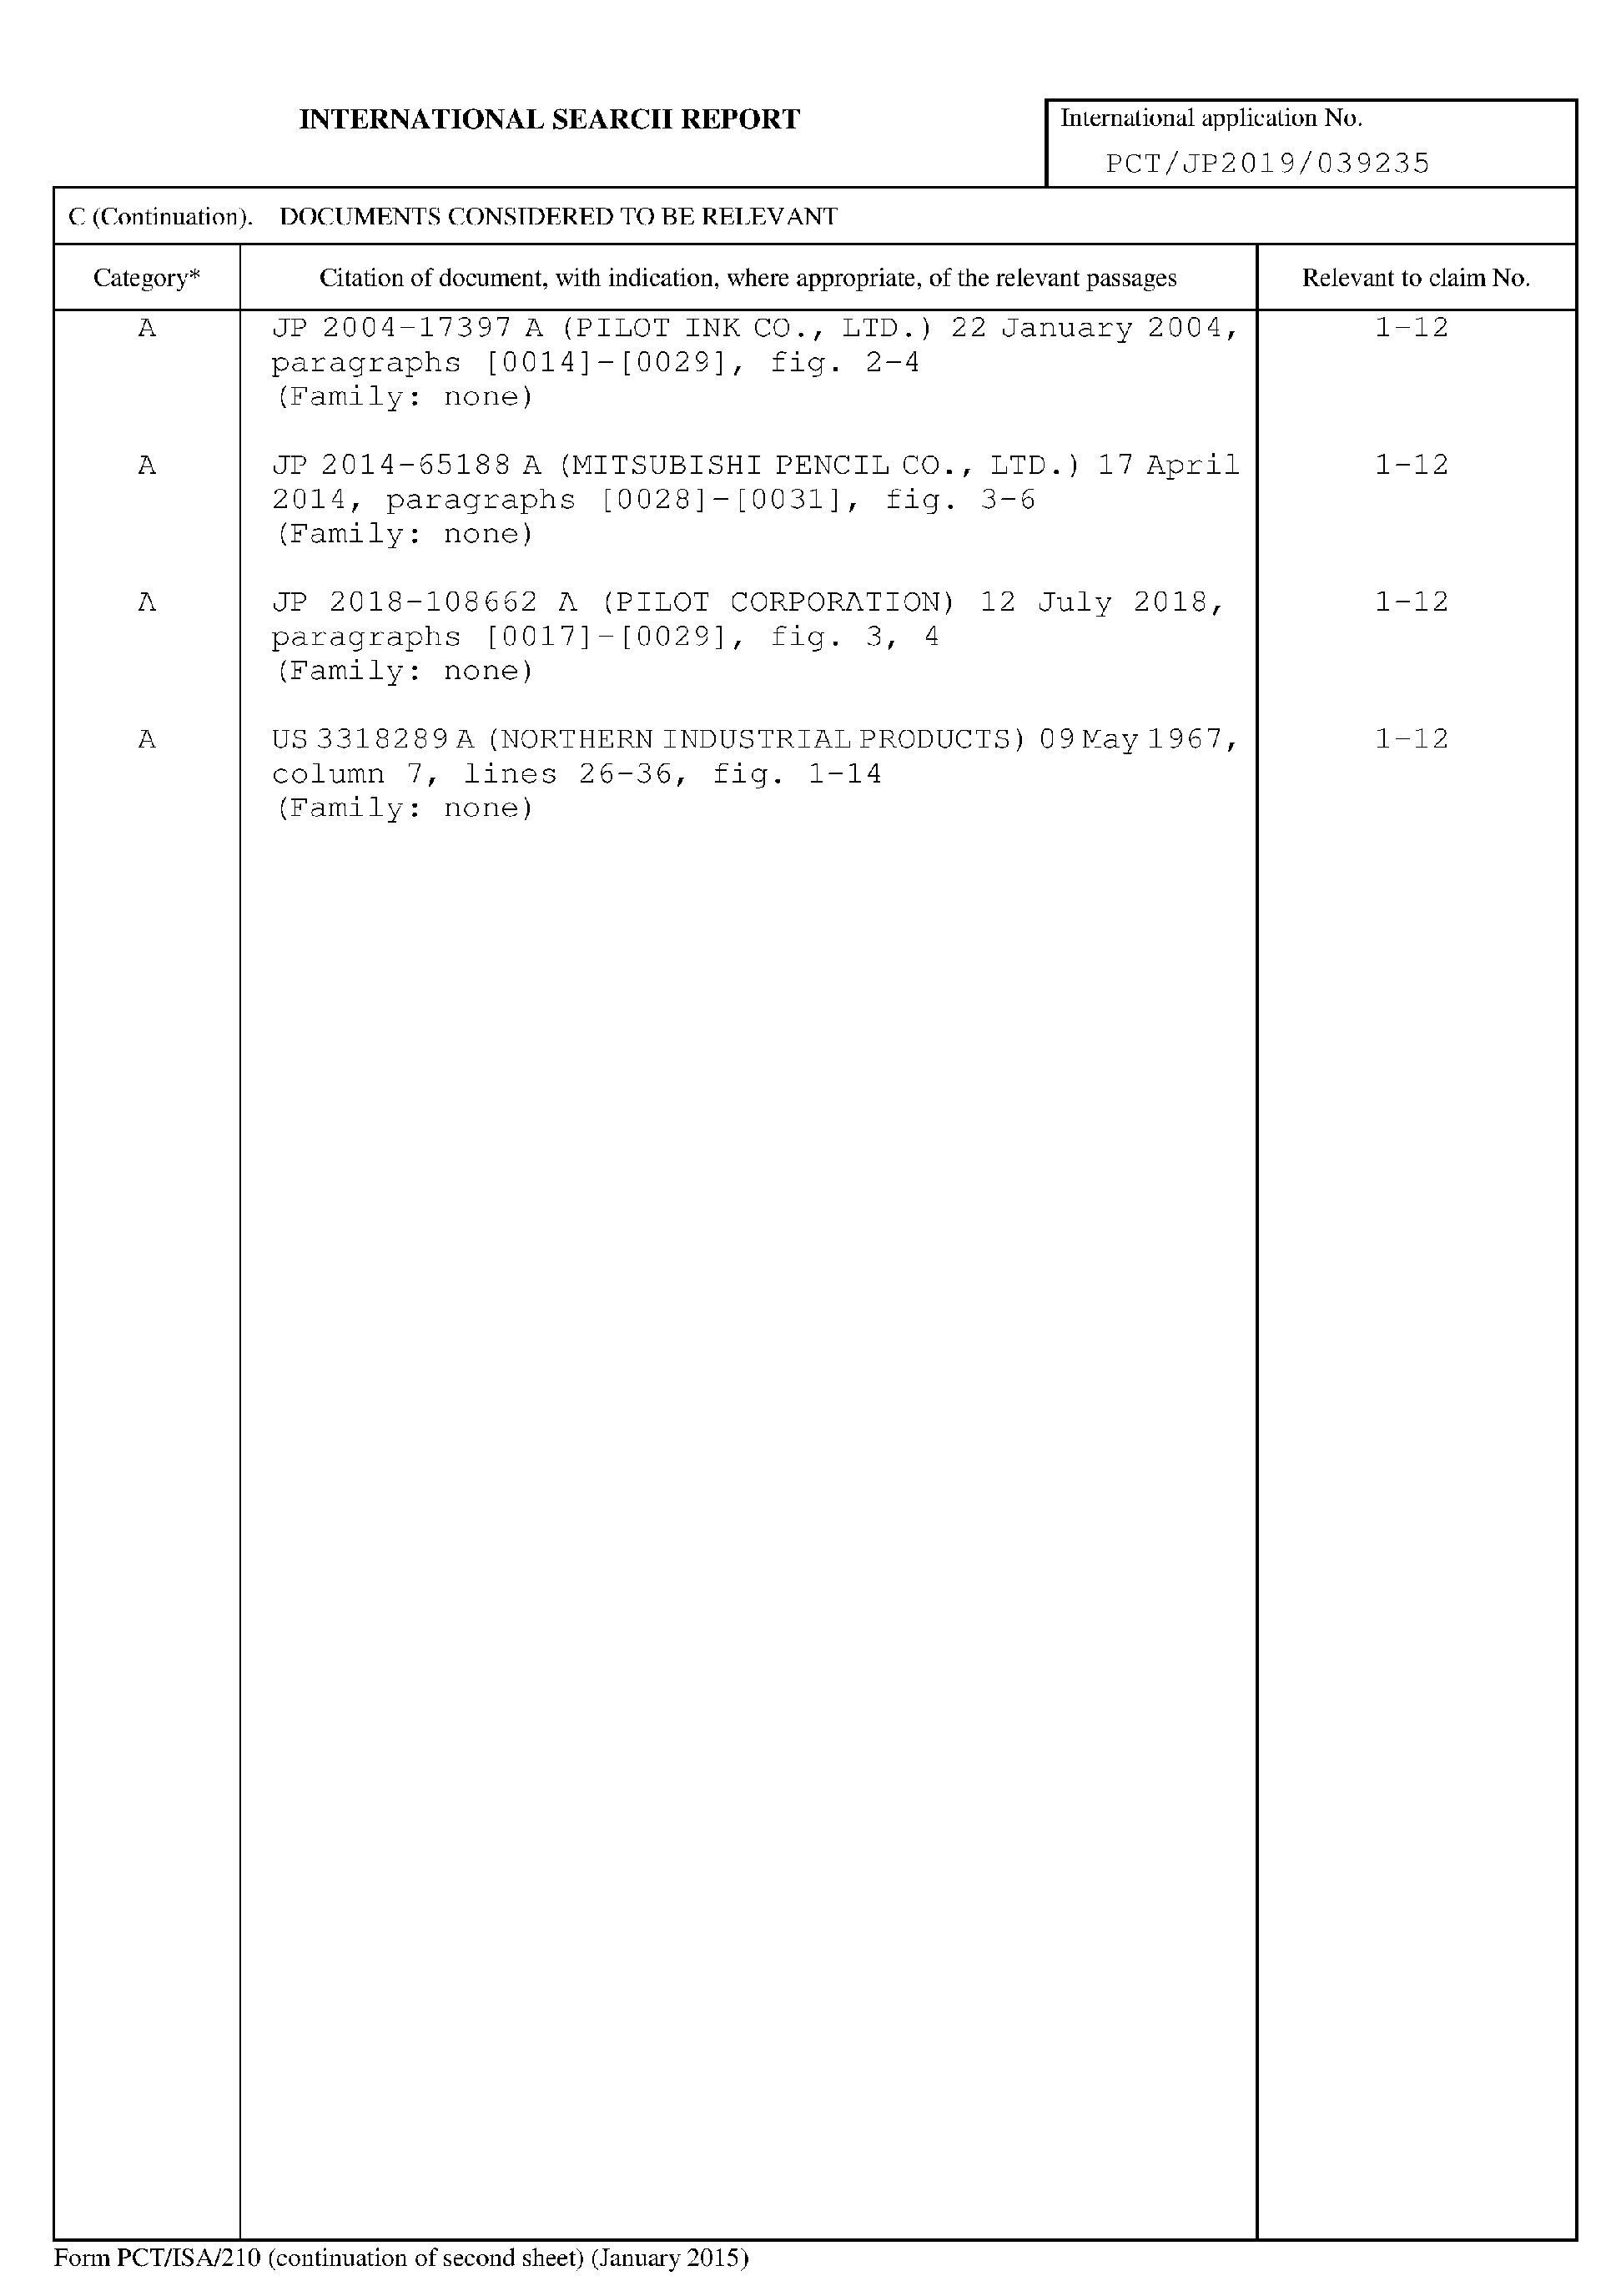 INTERNATIONAL SEARCH REPORT
International application No.
PCT/JP2019/039235
C (Continuation). DOCUMENTS CONSIDERED TO BE RELEVANT
Category*
Citation of document, with indication, where appropriate, of the relevant passages
Relevant to claim No.
A
JP 2004-17397 A (PILOT INK CO., LTD.) 22 January 2004,
1-12
paragraphs [0014]-[0029], fig. 2-4
(Family: none)
A
JP 2014-65188 A (MITSUBISHI PENCIL CO., LTD.) 17 April
1-12
2014, paragraphs [0028]-[0031], fig. 3-6
(Family: none)
A
JP 2018-108662 A (PILOT CORPORATION) 12 July 2018,
1-12
paragraphs [0017]-[0029], fig. 3, 4
(Family: none)
A
US 3318289 A (NORTHERN INDUSTRIAL PRODUCTS) 09 May 1967,
1-12
column 7, lines 26-36, fig. 1-14
(Family: none)
Form PCT/ISA/210 (continuation of second sheet) (January 2015)